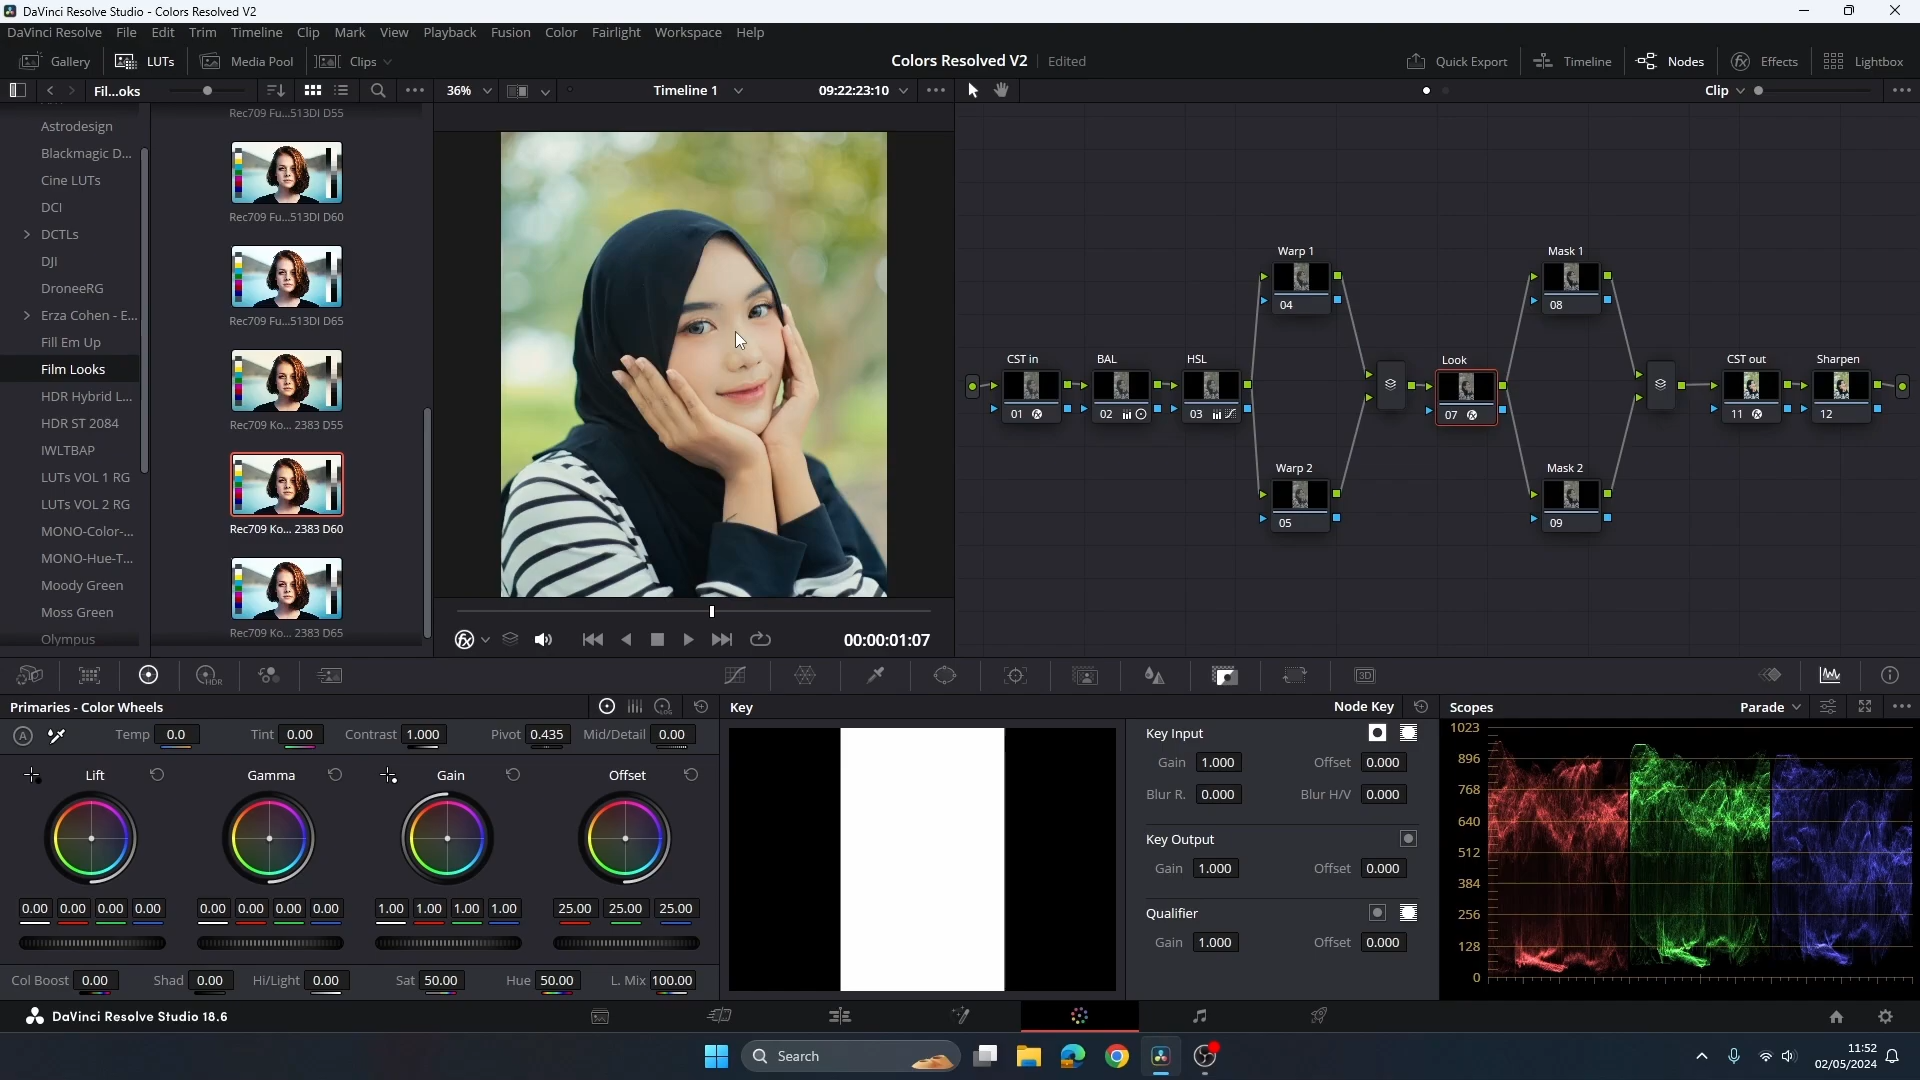 DaVinci Resolve Studio - Colors Resolved V2
DaVinci Resolve File Edit Trim Timeline Clip Mark View Playback Fusion Color Fairlight Workspace Help
Gallery LUTs Media Pool Clips Colors Resolved V2 Edited Quick Export Timeline Nodes Effects Lightbox
Fil...oks 36% Timeline 1 09:22:23:10 Clip
Rec709 Fu...513DI D55
Astrodesign
Blackmagic D...
Cine LUTs
DCI
DCTLs
DJI
DroneeRG
Erza Cohen - E...
Fill Em Up
Film Looks
HDR Hybrid L...
HDR ST 2084
IWLTBAP
LUTs VOL 1 RG
LUTs VOL 2 RG
MONO-Color-...
MONO-Hue-T...
Moody Green
Moss Green
Olympus
Rec709 Fu...513DI D60
Rec709 Fu...513DI D65
Rec709 Ko... 2383 D55
Rec709 Ko... 2383 D60
Rec709 Ko... 2383 D65
00:00:01:07
Warp 1
04
Mask 1
08
CST in
01
BAL
02
HSL
03
Look
07
CST out
11
Sharpen
12
Warp 2
05
Mask 2
09
HDR
LOG
3D
Primaries - Color Wheels
A Temp 0.0 Tint 0.00 Contrast 1.000 Pivot 0.435 Mid/Detail 0.00
Lift Gamma Gain Offset
0.00 0.00 0.00 0.00 0.00 0.00 0.00 0.00 1.00 1.00 1.00 1.00 25.00 25.00 25.00
Col Boost 0.00 Shad 0.00 Hi/Light 0.00 Sat 50.00 Hue 50.00 L. Mix 100.00
Key Node Key
Key Input
Gain 1.000 Offset 0.000
Blur R. 0.000 Blur H/V 0.000
Key Output
Gain 1.000 Offset 0.000
Qualifier
Gain 1.000 Offset 0.000
Scopes Parade
1023
896
768
640
512
384
256
128
0
DaVinci Resolve Studio 18.6
Search
11:52
02/05/2024